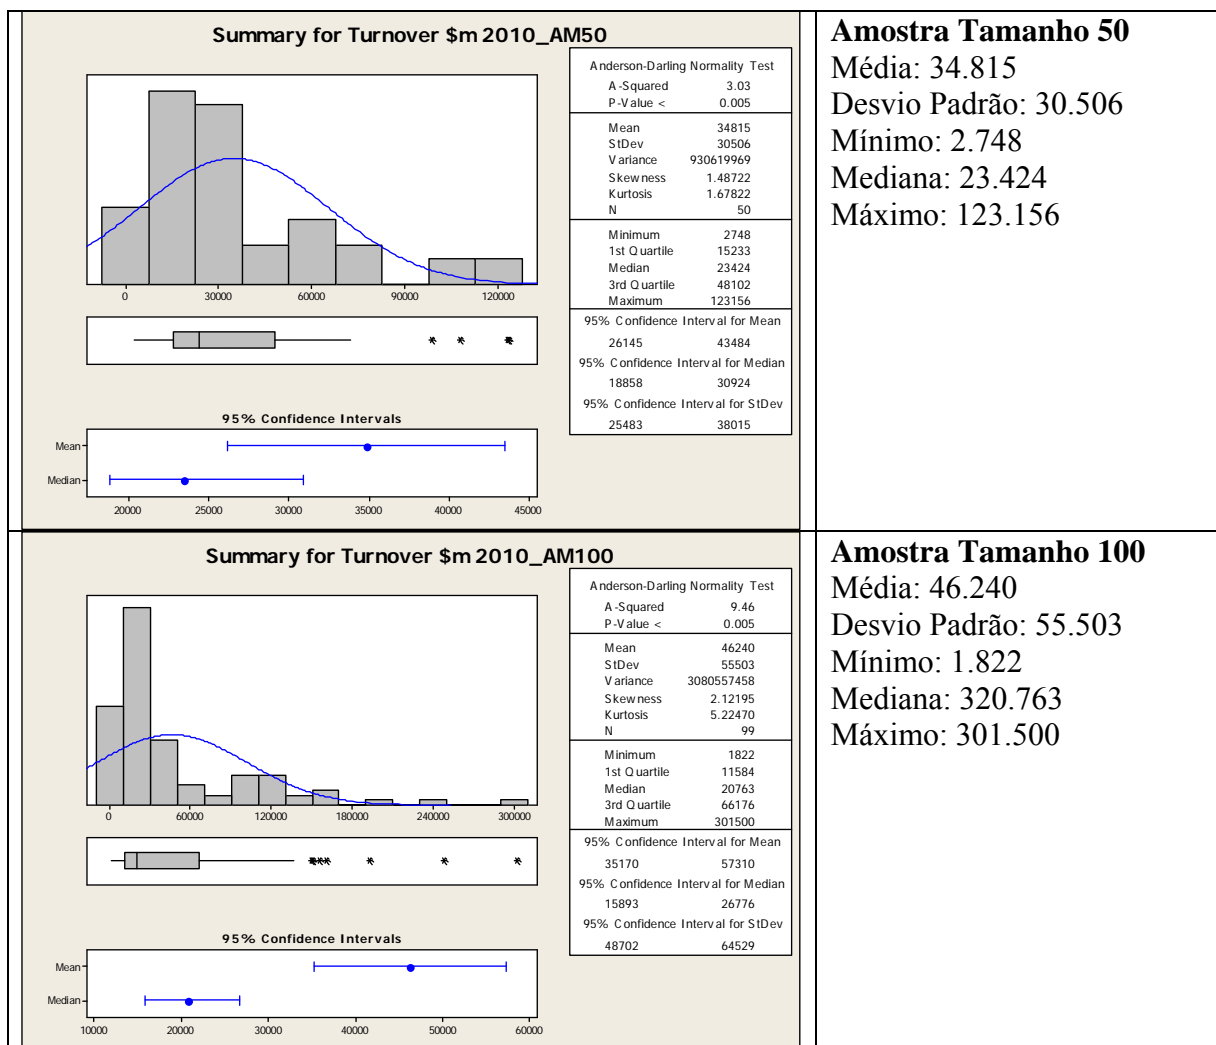 Summary for Turnover $m 2010_AM50
Anderson-Darling Normality Test
A-Squared 3.03
P-Value < 0.005
Mean 34815
StDev 30506
Variance 930619969
Skewness 1.48722
Kurtosis 1.67822
N 50
Minimum 2748
1st Quartile 15233
Median 23424
3rd Quartile 48102
Maximum 123156
95% Confidence Interval for Mean
26145 43484
95% Confidence Interval for Median
18858 30924
95% Confidence Interval for StDev
25483 38015
0 30000 60000 90000 120000
95% Confidence Intervals
Mean
Median
20000 25000 30000 35000 40000 45000
Amostra Tamanho 50
Média: 34.815
Desvio Padrão: 30.506
Mínimo: 2.748
Mediana: 23.424
Máximo: 123.156
Summary for Turnover $m 2010_AM100
Anderson-Darling Normality Test
A-Squared 9.46
P-Value < 0.005
Mean 46240
StDev 55503
Variance 3080557458
Skewness 2.12195
Kurtosis 5.22470
N 99
Minimum 1822
1st Quartile 11584
Median 20763
3rd Quartile 66176
Maximum 301500
95% Confidence Interval for Mean
35170 57310
95% Confidence Interval for Median
15893 26776
95% Confidence Interval for StDev
48702 64529
0 60000 120000 180000 240000 300000
95% Confidence Intervals
Mean
Median
10000 20000 30000 40000 50000 60000
Amostra Tamanho 100
Média: 46.240
Desvio Padrão: 55.503
Mínimo: 1.822
Mediana: 320.763
Máximo: 301.500